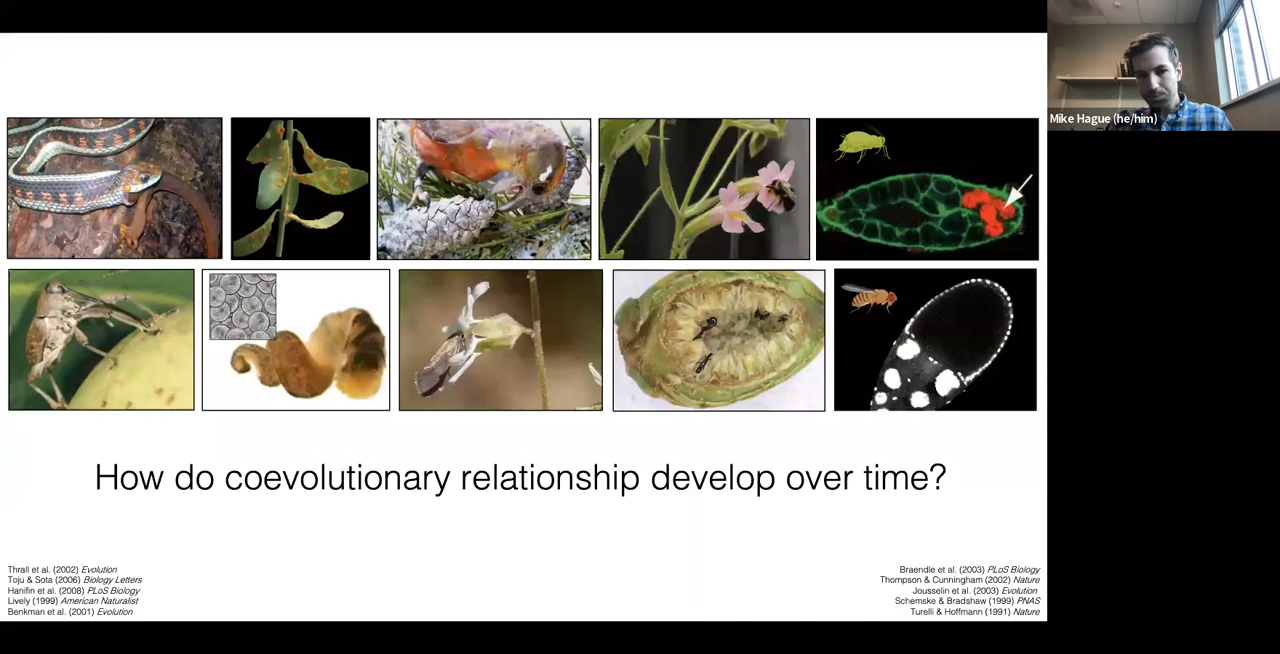 Mike Hague (he/him)
How do coevolutionary relationship develop over time?
Thrall et al. (2002) Evolution
Toju & Sota (2006) Biology Letters
Hanifin et al. (2008) PLoS Biology
Lively (1999) American Naturalist
Benkman et al. (2001) Evolution
Braendle et al. (2003) PLoS Biology
Thompson & Cunningham (2002) Nature
Jousselin et al. (2003) Evolution
Schemske & Bradshaw (1999) PNAS
Turelli & Hoffmann (1991) Nature